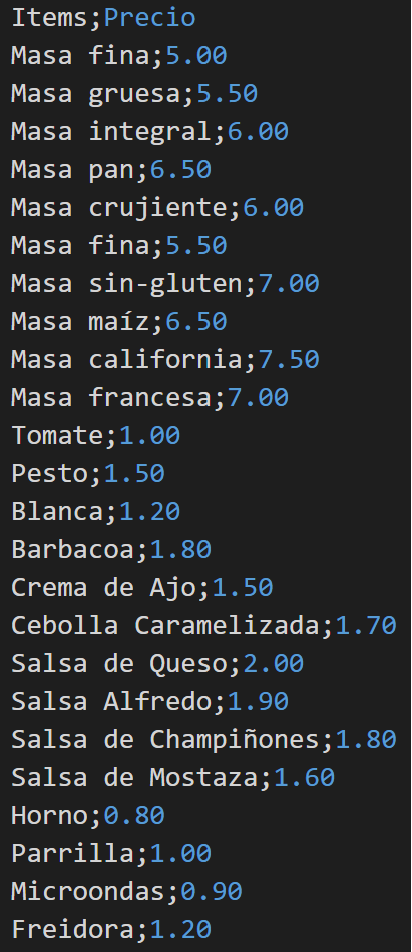 Items;Precio
Masa fina;5.00
Masa gruesa;5.50
Masa integral;6.00
Masa pan;6.50
Masa crujiente;6.00
Masa fina;5.50
Masa sin-gluten;7.00
Masa maíz;6.50
Masa california;7.50
Masa francesa;7.00
Tomate;1.00
Pesto;1.50
Blanca;1.20
Barbacoa;1.80
Crema de Ajo;1.50
Cebolla Caramelizada;1.70
Salsa de Queso;2.00
Salsa Alfredo;1.90
Salsa de Champiñones;1.80
Salsa de Mostaza;1.60
Horno;0.80
Parrilla;1.00
Microondas;0.90
Freidora;1.20